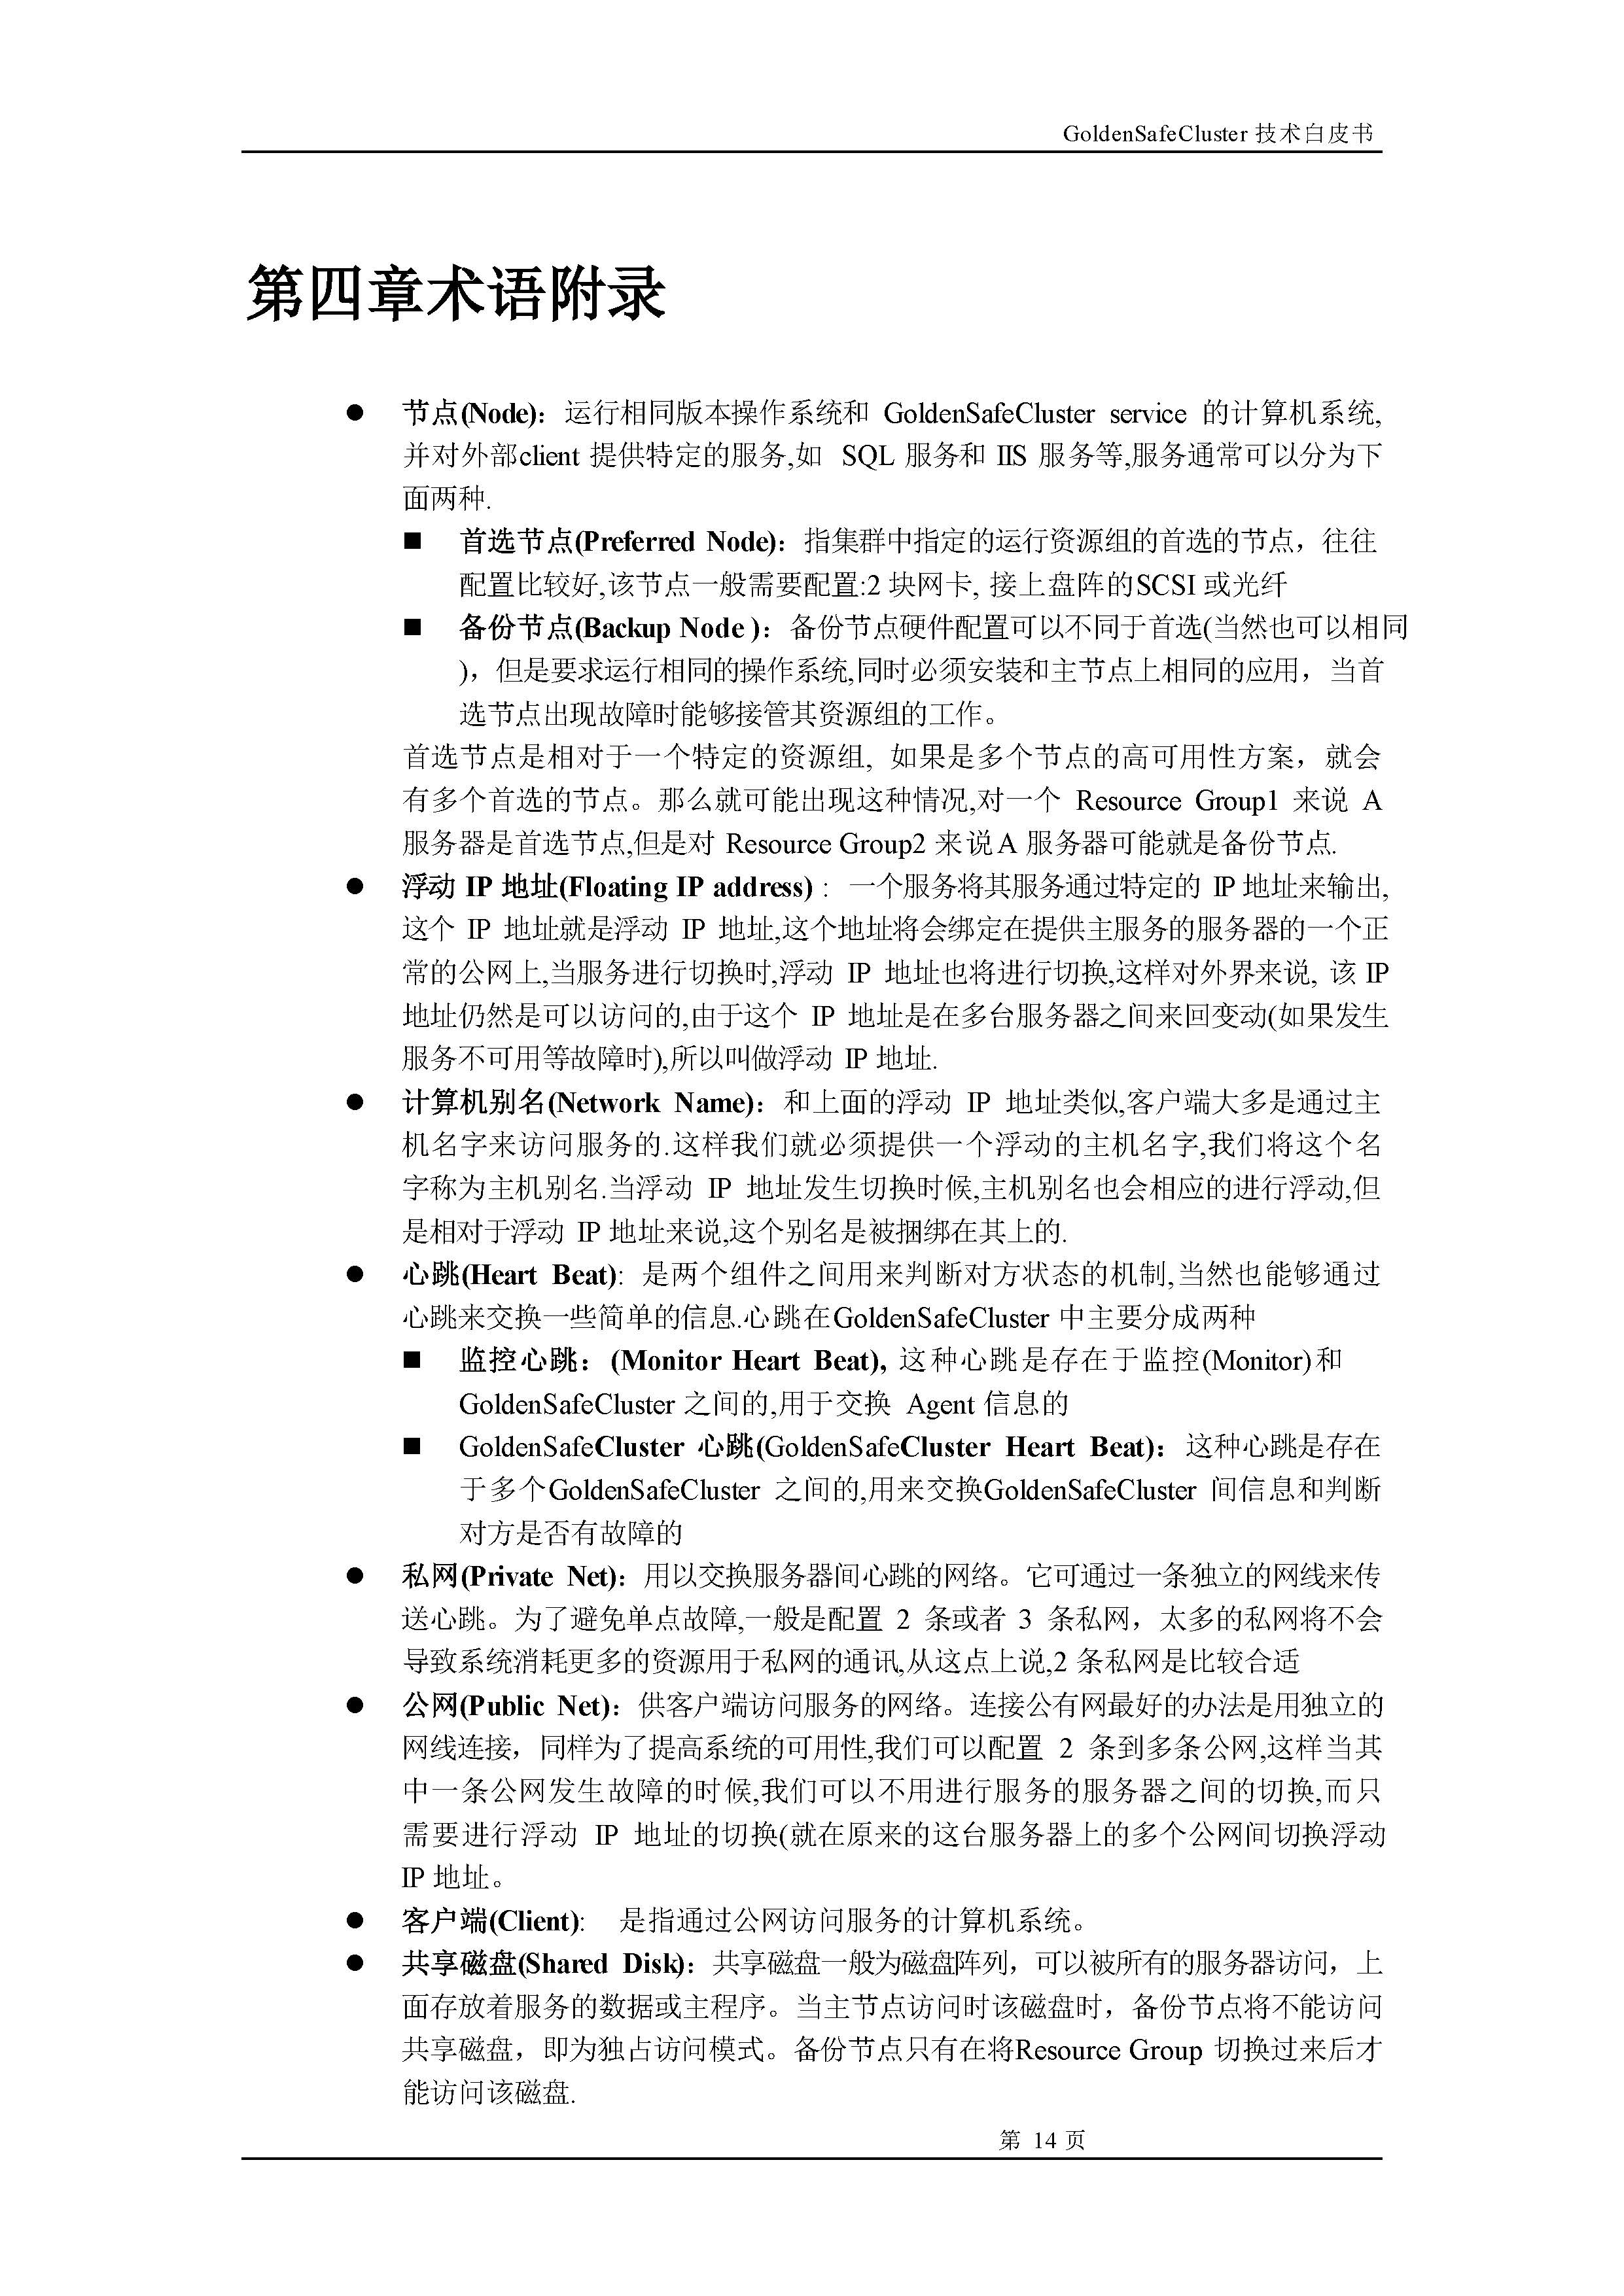 GoldenSafeCluster 技术白皮书
第四章术语附录
● 节点(Node)：运行相同版本操作系统和 GoldenSafeCluster service 的计算机系统,
并对外部client 提供特定的服务,如 SQL 服务和 IIS 服务等,服务通常可以分为下
面两种.
■ 首选节点(Preferred Node)：指集群中指定的运行资源组的首选的节点，往往
配置比较好,该节点一般需要配置:2 块网卡, 接上盘阵的SCSI 或光纤
■ 备份节点(Backup Node )：备份节点硬件配置可以不同于首选(当然也可以相同
)，但是要求运行相同的操作系统,同时必须安装和主节点上相同的应用，当首
选节点出现故障时能够接管其资源组的工作。
首选节点是相对于一个特定的资源组, 如果是多个节点的高可用性方案，就会
有多个首选的节点。那么就可能出现这种情况,对一个 Resource Group1 来说 A
服务器是首选节点,但是对 Resource Group2 来说A 服务器可能就是备份节点.
● 浮动 IP 地址(Floating IP address) : 一个服务将其服务通过特定的 IP 地址来输出,
这个 IP 地址就是浮动 IP 地址,这个地址将会绑定在提供主服务的服务器的一个正
常的公网上,当服务进行切换时,浮动 IP 地址也将进行切换,这样对外界来说, 该 IP
地址仍然是可以访问的,由于这个 IP 地址是在多台服务器之间来回变动(如果发生
服务不可用等故障时),所以叫做浮动 IP 地址.
● 计算机别名(Network Name)：和上面的浮动 IP 地址类似,客户端大多是通过主
机名字来访问服务的.这样我们就必须提供一个浮动的主机名字,我们将这个名
字称为主机别名.当浮动 IP 地址发生切换时候,主机别名也会相应的进行浮动,但
是相对于浮动 IP 地址来说,这个别名是被捆绑在其上的.
● 心跳(Heart Beat): 是两个组件之间用来判断对方状态的机制,当然也能够通过
心跳来交换一些简单的信息.心跳在GoldenSafeCluster 中主要分成两种
■ 监控心跳：(Monitor Heart Beat), 这种心跳是存在于监控(Monitor)和
GoldenSafeCluster 之间的,用于交换 Agent 信息的
■ GoldenSafeCluster 心跳(GoldenSafeCluster Heart Beat)：这种心跳是存在
于多个GoldenSafeCluster 之间的,用来交换GoldenSafeCluster 间信息和判断
对方是否有故障的
● 私网(Private Net)：用以交换服务器间心跳的网络。它可通过一条独立的网线来传
送心跳。为了避免单点故障,一般是配置 2 条或者 3 条私网，太多的私网将不会
导致系统消耗更多的资源用于私网的通讯,从这点上说,2 条私网是比较合适
● 公网(Public Net)：供客户端访问服务的网络。连接公有网最好的办法是用独立的
网线连接，同样为了提高系统的可用性,我们可以配置 2 条到多条公网,这样当其
中一条公网发生故障的时候,我们可以不用进行服务的服务器之间的切换,而只
需要进行浮动 IP 地址的切换(就在原来的这台服务器上的多个公网间切换浮动
IP 地址。
● 客户端(Client): 是指通过公网访问服务的计算机系统。
● 共享磁盘(Shared Disk)：共享磁盘一般为磁盘阵列，可以被所有的服务器访问，上
面存放着服务的数据或主程序。当主节点访问时该磁盘时，备份节点将不能访问
共享磁盘，即为独占访问模式。备份节点只有在将Resource Group 切换过来后才
能访问该磁盘.
第 14 页